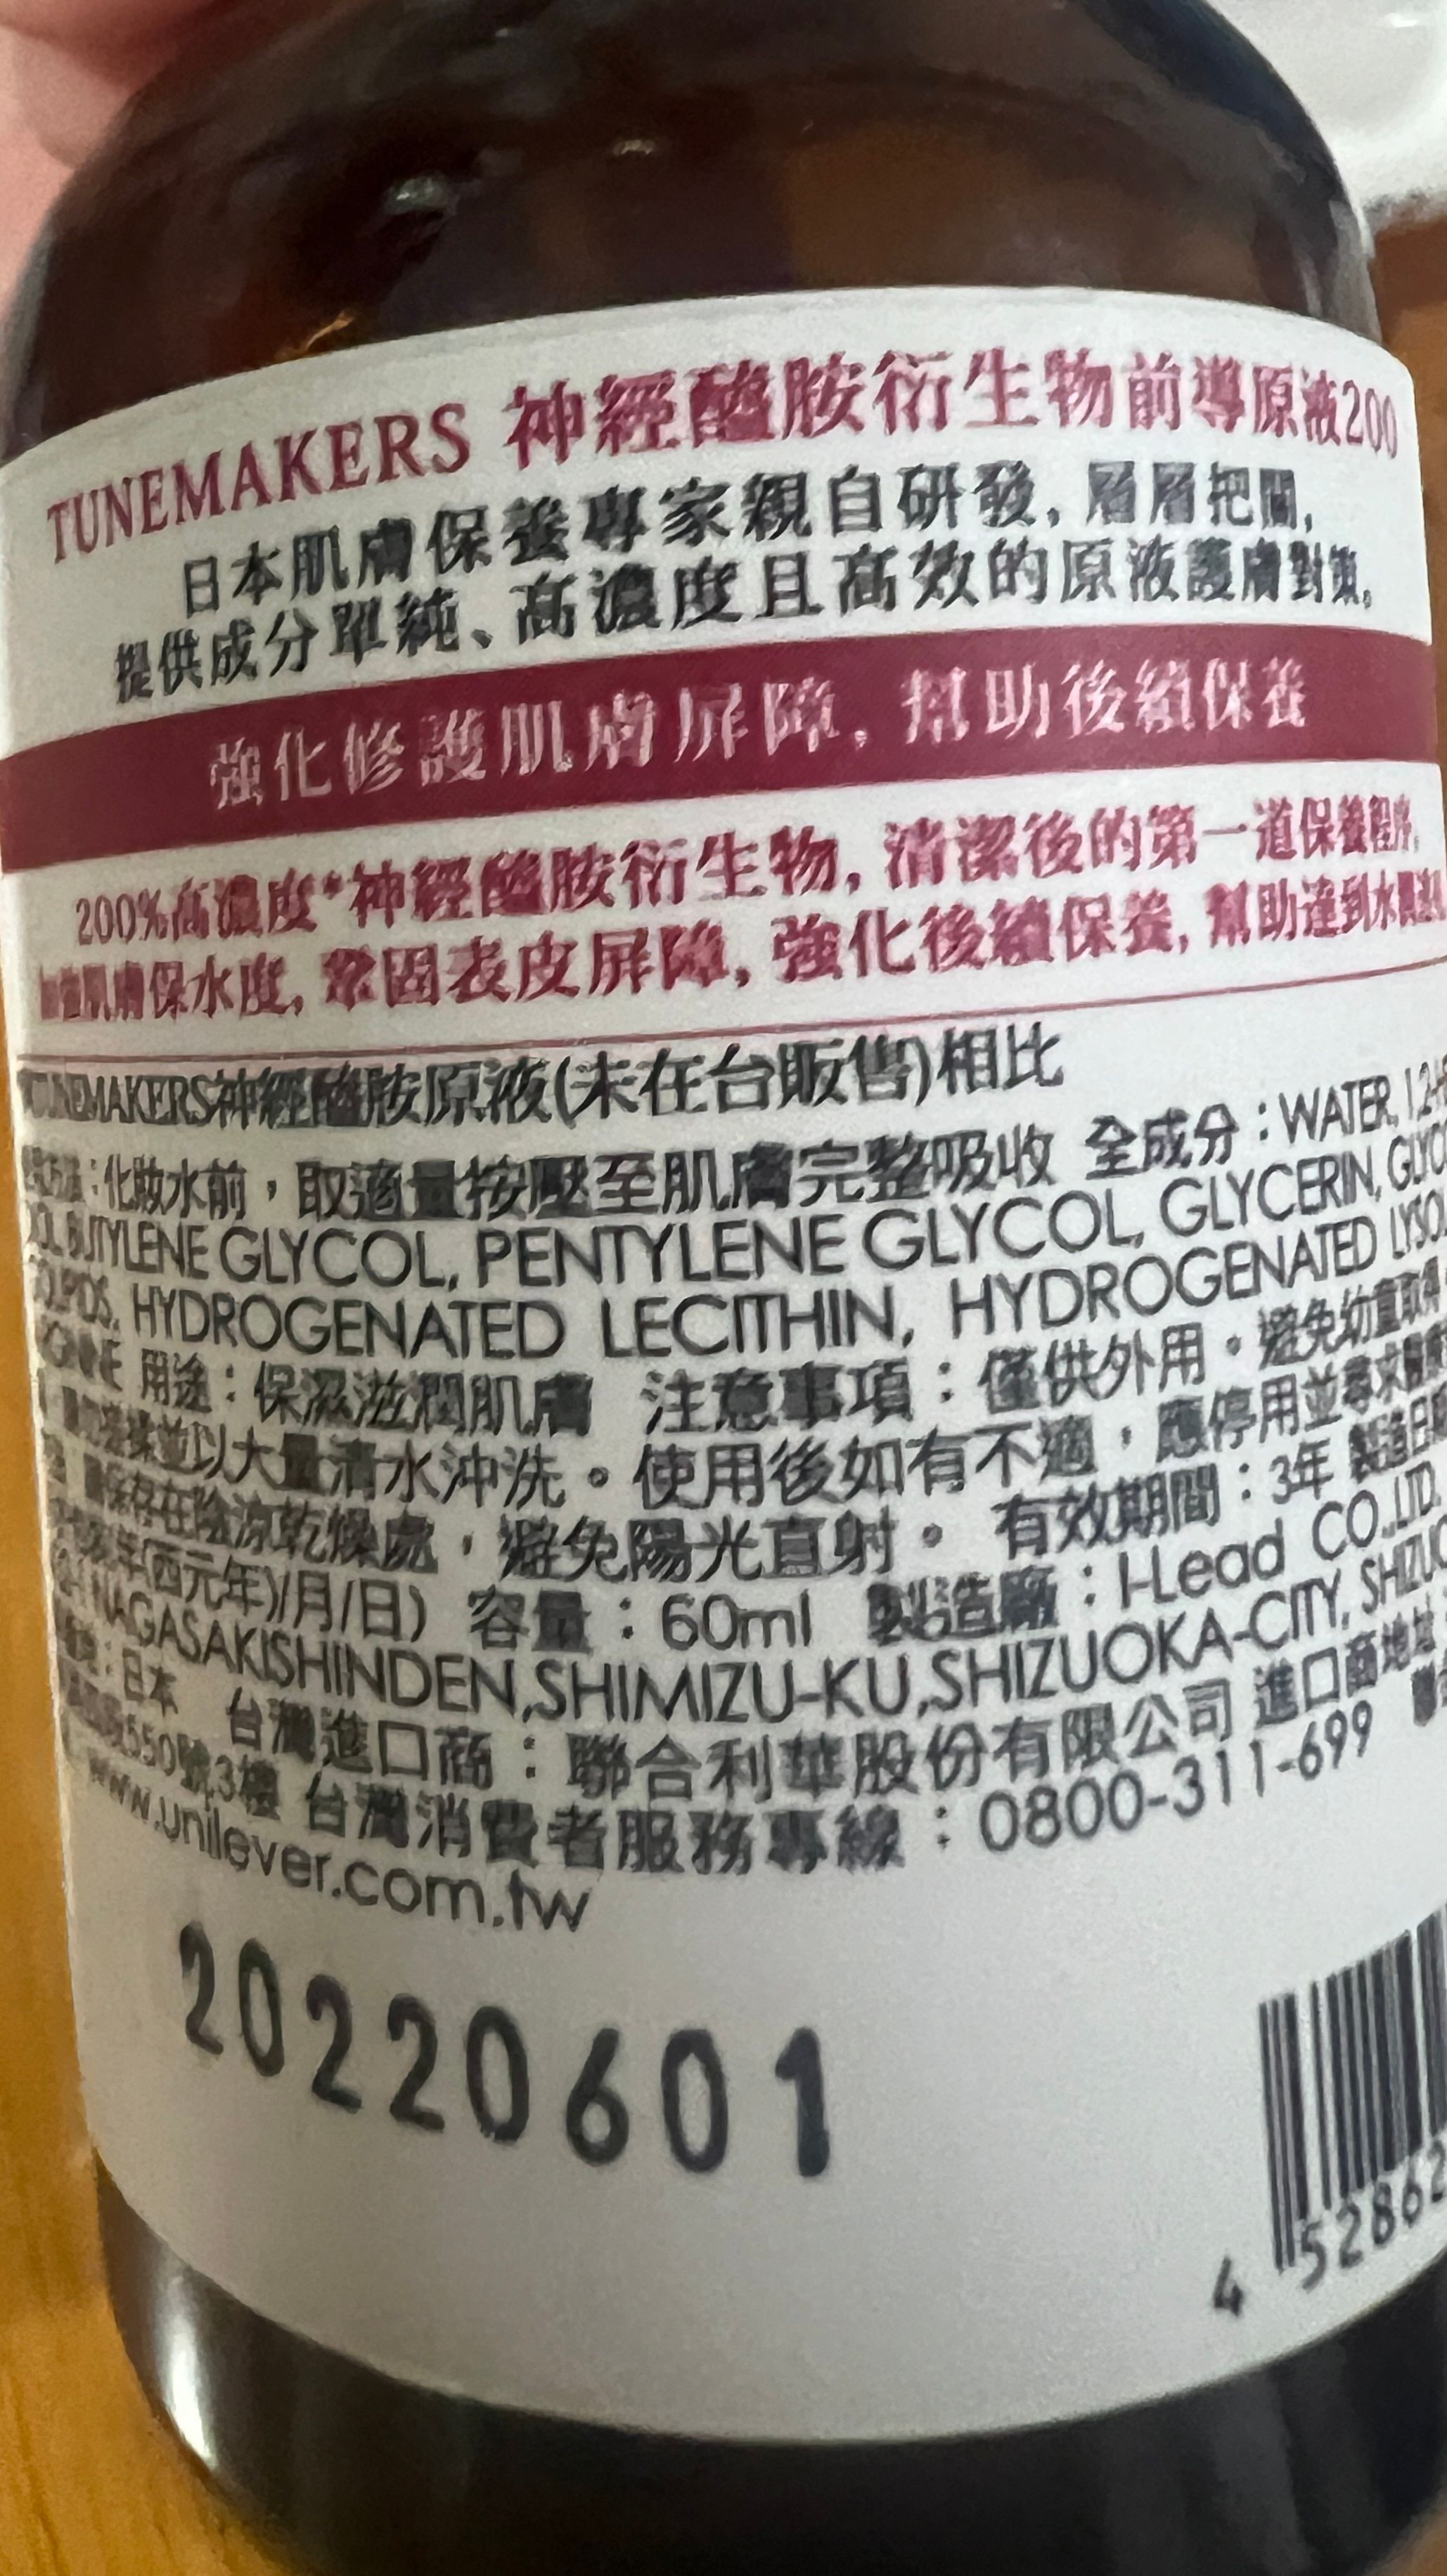 TUNEMAKERS 神經醯胺衍生物前導原液200
日本肌膚保養專家親自研發,層層把關,
提供成分單純、高濃度且高效的原液護膚對策。
強化修護肌膚屏障,幫助後續保養
200%高濃度*神經醯胺衍生物,清潔後的第一道保養程序,
肌膚保水度,鞏固表皮屏障,強化後續保養,幫助達到水
TUNEMAKERS神經醯胺原液(未在台販售)相比
:化妝水前,取適量按壓至肌膚完整吸收 全成分:WATER, 1,2-
BUTYLENE GLYCOL, PENTYLENE GLYCOL, GLYCERIN,
HYDROGENATED LECITHIN, HYDROGENATED
用途:保濕滋潤肌膚 注意事項:僅供外用。避免幼童取得
並以大量清水沖洗。使用後如有不適,應停用並尋求
保存在陰涼乾燥處,避免陽光直射。 有效期間:3年 製造日期
(西元年)/月/日) 容量:60ml 製造廠:I-Lead CO.,LTD.
NAGASAKISHINDEN,SHIMIZU-KU,SHIZUOKA-CITY,
:日本 台灣進口商:聯合利華股份有限公司 進口商地址
550號3樓 台灣消費者服務專線:0800-311-699
www.unilever.com.tw
20220601
4 52862